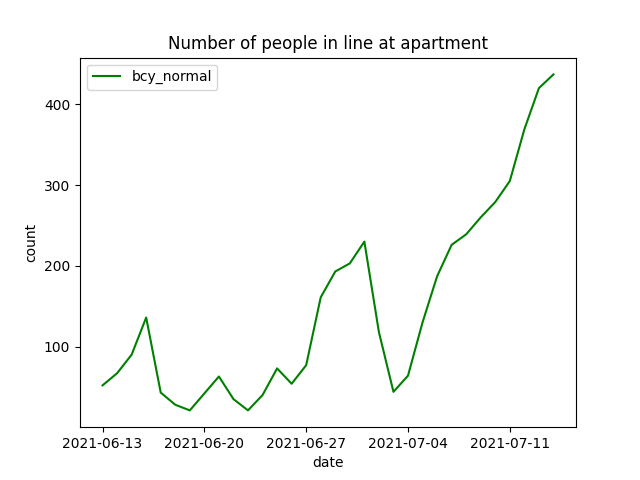 Number of people in line at apartment
bcy_normal
400
300
200
100
count
2021-06-13 2021-06-20 2021-06-27 2021-07-04 2021-07-11
date